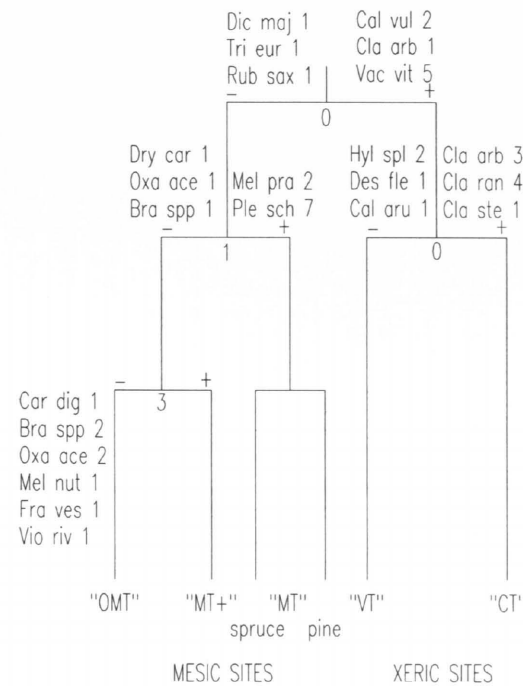 Dic maj 1 Cal vul 2
Tri eur 1 Cla arb 1
Rub sax 1 Vac vit 5
- +
0
Dry car 1 Hyl spl 2 Cla arb 3
Oxa ace 1 Mel pra 2 Des fle 1 Cla ran 4
Bra spp 1 Ple sch 7 Cal aru 1 Cla ste 1
- + - +
1 0
- +
Car dig 1 3
Bra spp 2
Oxa ace 2
Mel nut 1
Fra ves 1
Vio riv 1
"OMT" "MT+" "MT" "VT" "CT'
spruce pine
MESIC SITES XERIC SITES